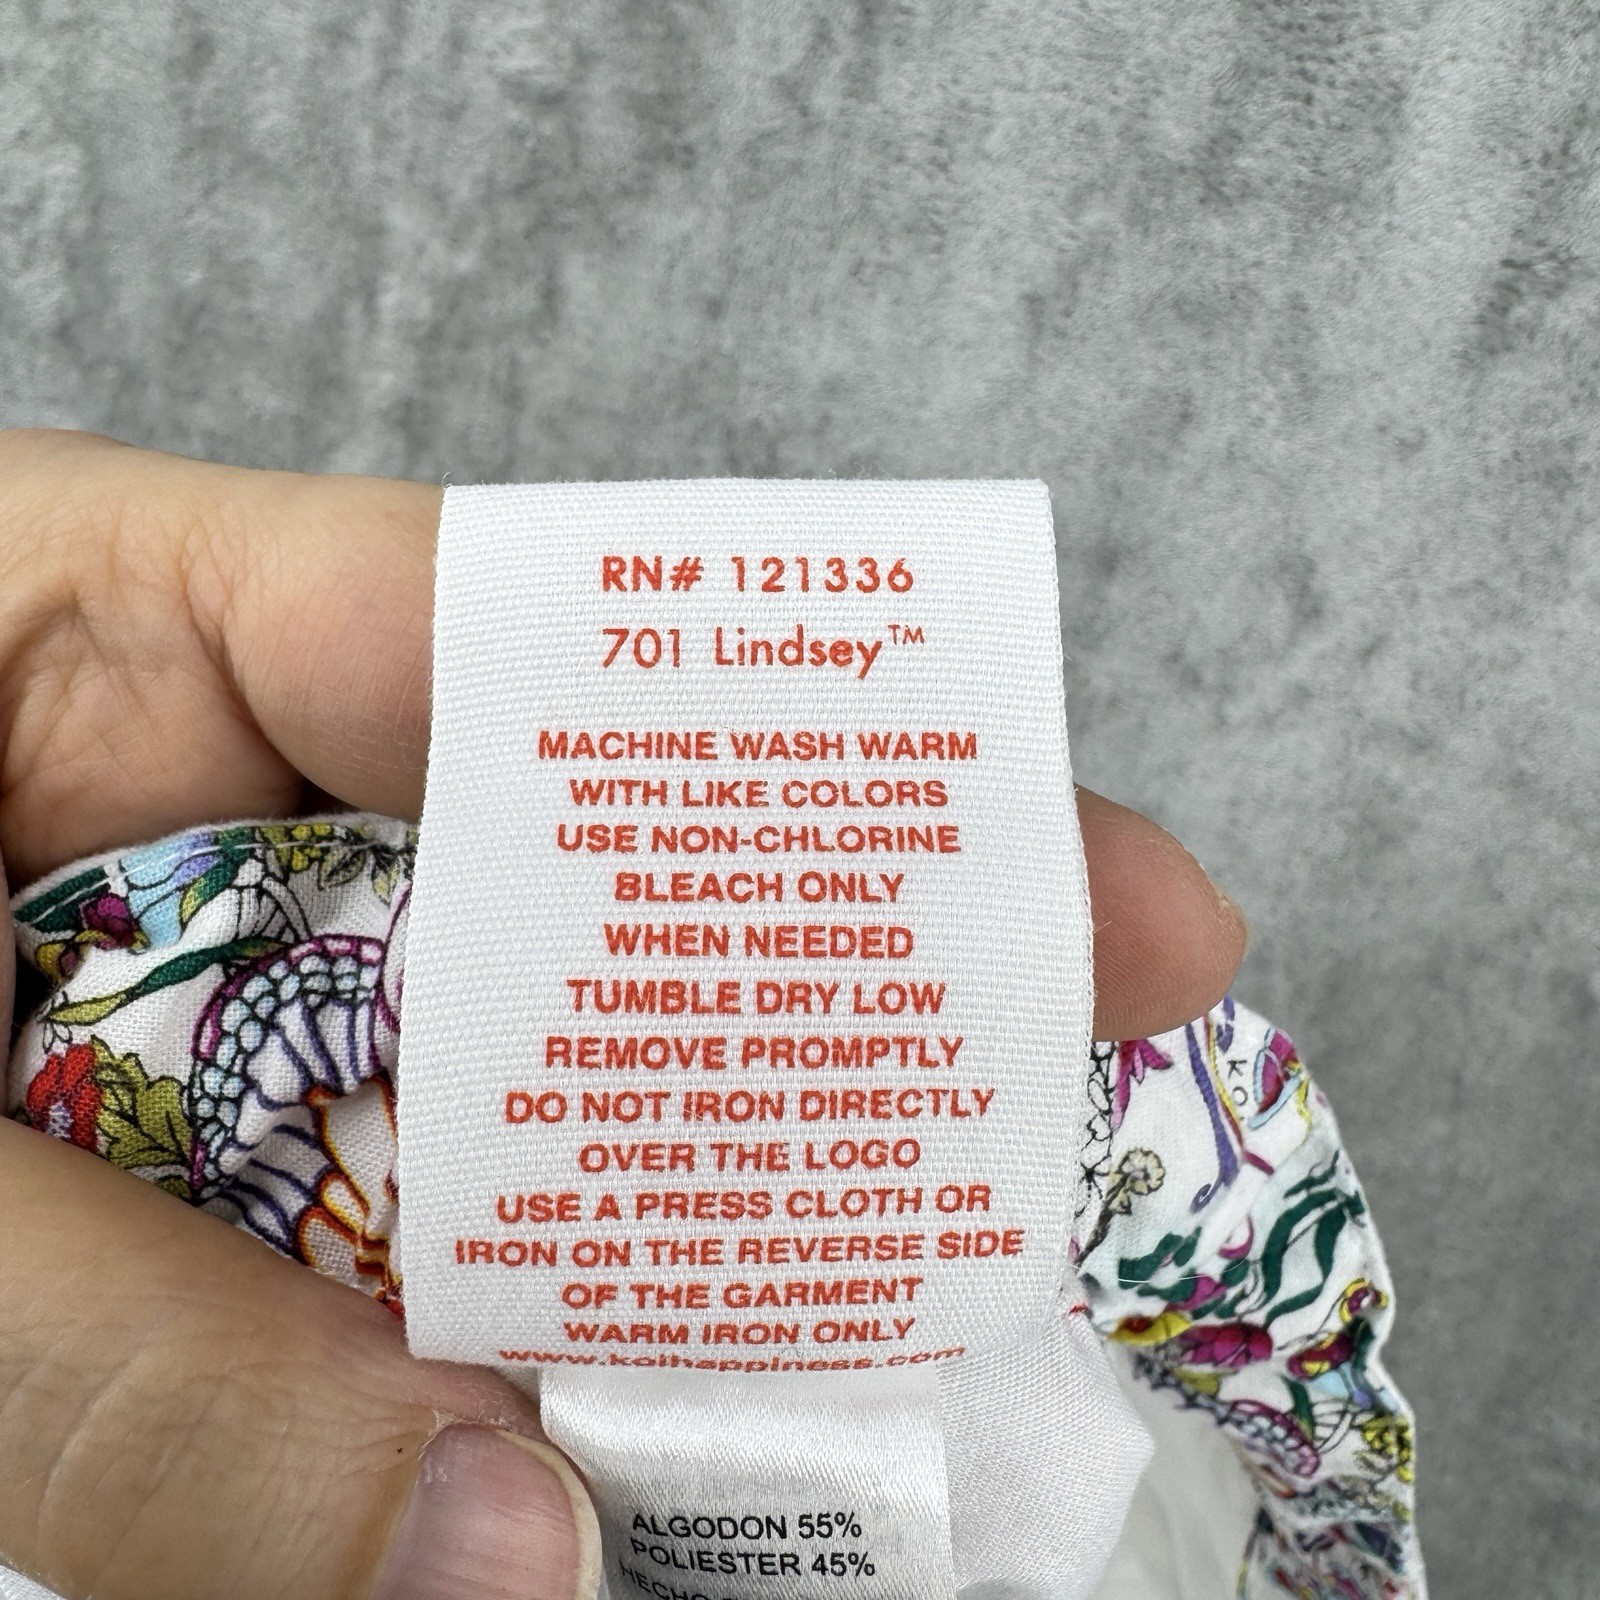 RN# 121336
701 Lindsey™
MACHINE WASH WARM
WITH LIKE COLORS
USE NON-CHLORINE
BLEACH ONLY
WHEN NEEDED
TUMBLE DRY LOW
REMOVE PROMPTLY
DO NOT IRON DIRECTLY
OVER THE LOGO
USE A PRESS CLOTH OR
IRON ON THE REVERSE SIDE
OF THE GARMENT
WARM IRON ONLY
www.koihappiness.com
ALGODON 55%
POLIESTER 45%
HECHO